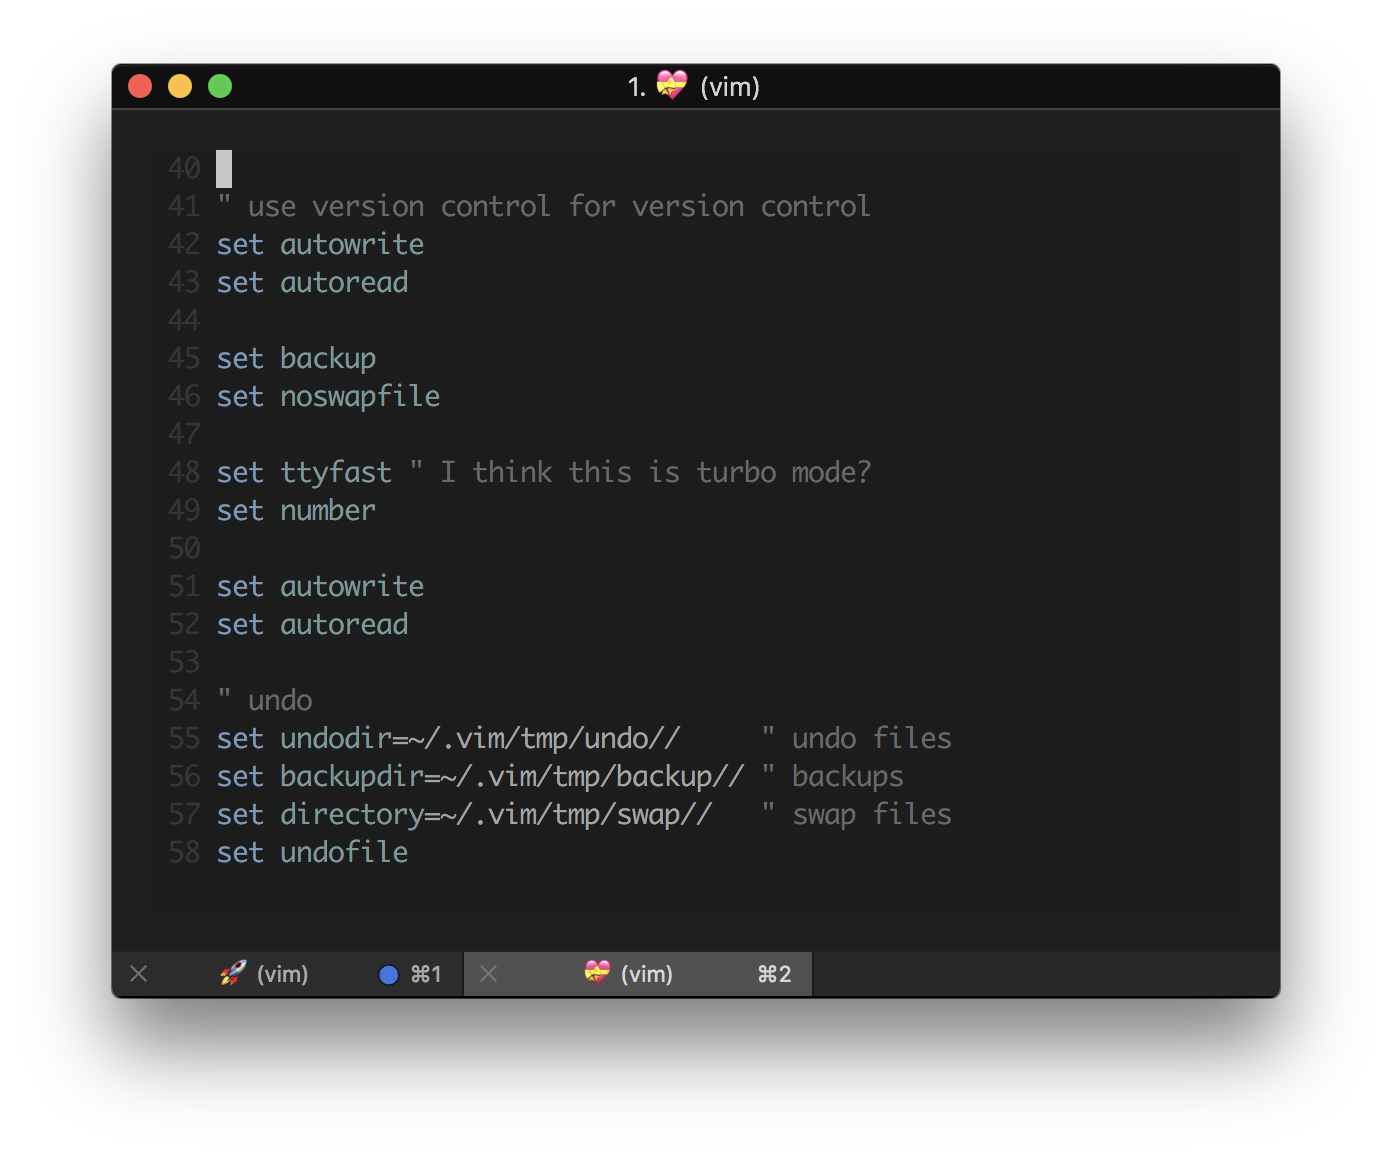 1. 💝 (vim)
40
41 " use version control for version control
42 set autowrite
43 set autoread
44
45 set backup
46 set noswapfile
47
48 set ttyfast " I think this is turbo mode?
49 set number
50
51 set autowrite
52 set autoread
53
54 " undo
55 set undodir=~/.vim/tmp/undo//     " undo files
56 set backupdir=~/.vim/tmp/backup// " backups
57 set directory=~/.vim/tmp/swap//   " swap files
58 set undofile
🚀 (vim) ⌘1 💝 (vim) ⌘2